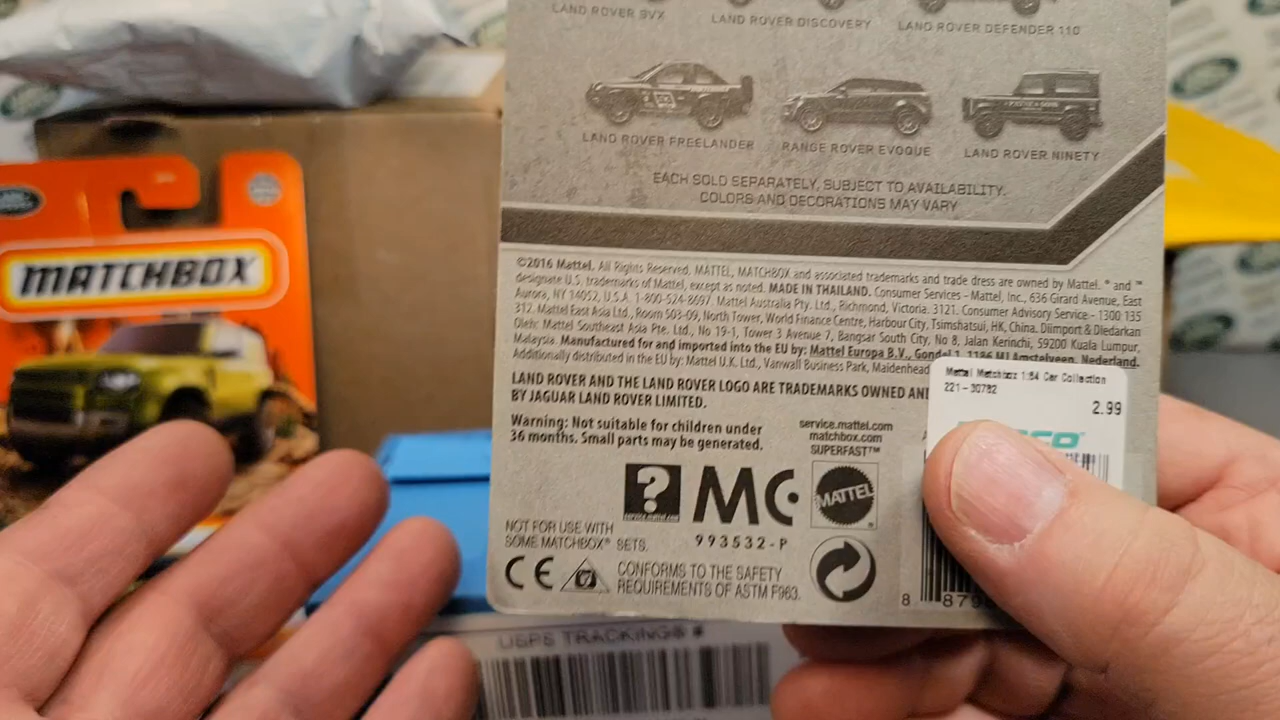 LAND ROVER SVX
LAND ROVER DISCOVERY
LAND ROVER DEFENDER 110
LAND ROVER FREELANDER
RANGE ROVER EVOQUE
LAND ROVER NINETY
EACH SOLD SEPARATELY, SUBJECT TO AVAILABILITY.
COLORS AND DECORATIONS MAY VARY
MATCHBOX
©2016 Mattel. All Rights Reserved. MATTEL, MATCHBOX and associated trademarks and trade dress are owned by Mattel. ® and ™
designate U.S. trademarks of Mattel, except as noted. MADE IN THAILAND. Consumer Services - Mattel, Inc., 636 Girard Avenue, East
Aurora, NY 14052, U.S.A. 1-800-524-8697. Mattel Australia Pty. Ltd., Richmond, Victoria. 3121. Consumer Advisory Service - 1300 135
312. Mattel East Asia Ltd., Room 503-09, North Tower, World Finance Centre, Harbour City, Tsimshatsui, HK, China. Diimport & Diedarkan
Oleh: Mattel Southeast Asia Pte. Ltd., No 19-1, Tower 3 Avenue 7, Bangsar South City, No 8, Jalan Kerinchi, 59200 Kuala Lumpur,
Malaysia. Manufactured for and imported into the EU by: Mattel Europa B.V., Gondel 1, 1186 MJ Amstelveen, Nederland.
Additionally distributed in the EU by: Mattel U.K. Ltd., Vanwall Business Park, Maidenhead
LAND ROVER AND THE LAND ROVER LOGO ARE TRADEMARKS OWNED AN
BY JAGUAR LAND ROVER LIMITED.
Mattel Matchbox 1:64 Car Collection
221-30782
2.99
Warning: Not suitable for children under
36 months. Small parts may be generated.
service.mattel.com
matchbox.com
SUPERFAST™
?
service.mattel.com
MC
MATTEL
®
NOT FOR USE WITH
SOME MATCHBOX® SETS.
993532-P
CE
CONFORMS TO THE SAFETY
REQUIREMENTS OF ASTM F963.
8 879
USPS TRACKING® #